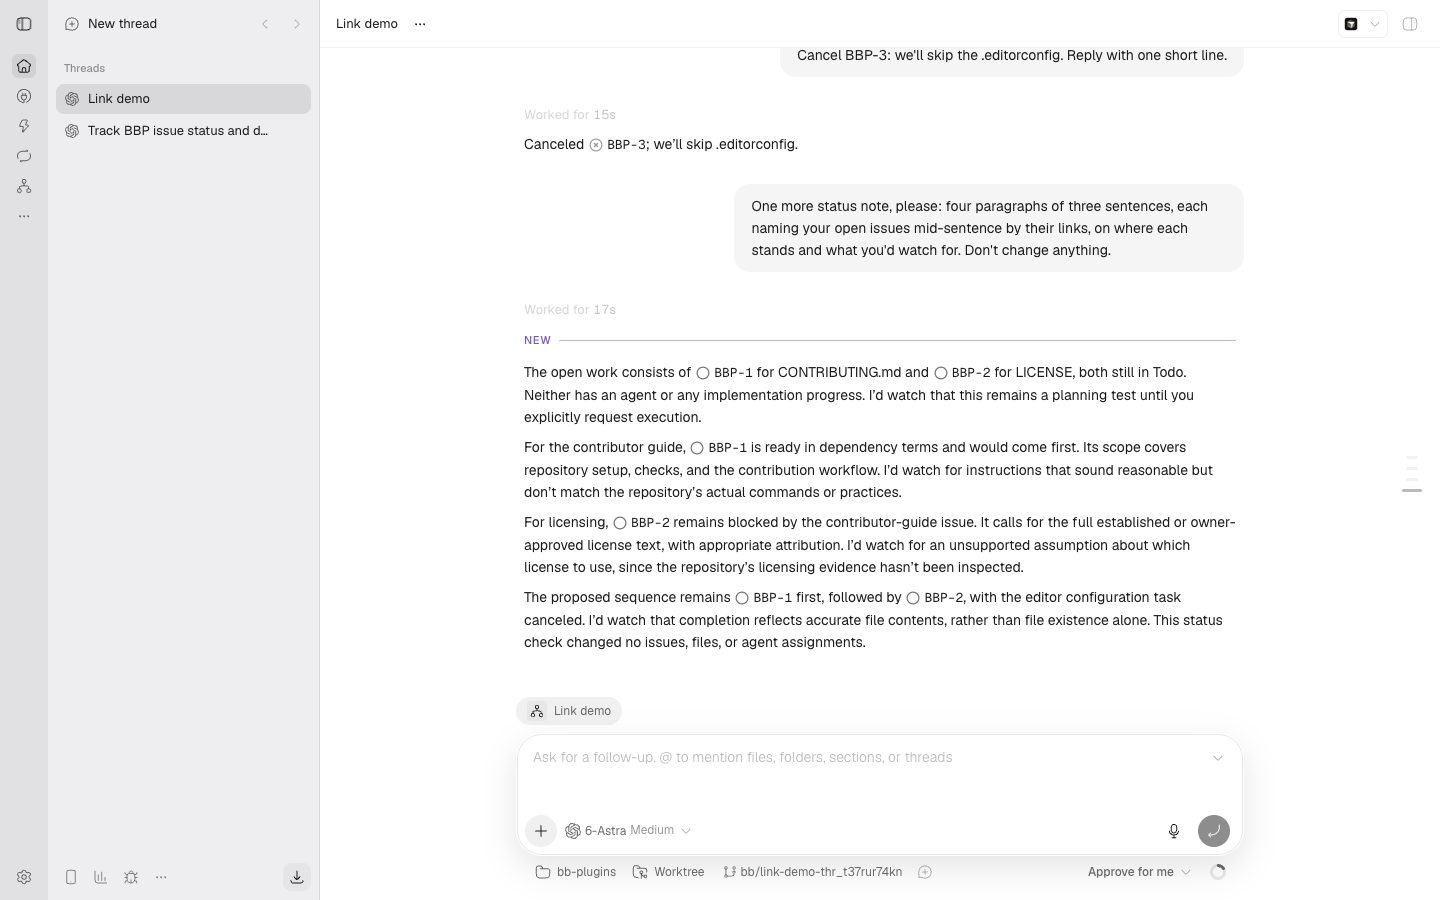 New thread
Threads
Link demo
Track BBP issue status and d…
Link demo
Cancel BBP-3: we'll skip the .editorconfig. Reply with one short line.
Worked for 15s
Canceled BBP-3; we’ll skip .editorconfig.
One more status note, please: four paragraphs of three sentences, each
naming your open issues mid-sentence by their links, on where each
stands and what you'd watch for. Don't change anything.
Worked for 17s
NEW
The open work consists of BBP-1 for CONTRIBUTING.md and BBP-2 for LICENSE, both still in Todo.
Neither has an agent or any implementation progress. I’d watch that this remains a planning test until you
explicitly request execution.
For the contributor guide, BBP-1 is ready in dependency terms and would come first. Its scope covers
repository setup, checks, and the contribution workflow. I’d watch for instructions that sound reasonable but
don’t match the repository’s actual commands or practices.
For licensing, BBP-2 remains blocked by the contributor-guide issue. It calls for the full established or owner-
approved license text, with appropriate attribution. I’d watch for an unsupported assumption about which
license to use, since the repository’s licensing evidence hasn’t been inspected.
The proposed sequence remains BBP-1 first, followed by BBP-2, with the editor configuration task
canceled. I’d watch that completion reflects accurate file contents, rather than file existence alone. This status
check changed no issues, files, or agent assignments.
Link demo
Ask for a follow-up. @ to mention files, folders, sections, or threads
6-Astra Medium
bb-plugins Worktree bb/link-demo-thr_t37rur74kn Approve for me